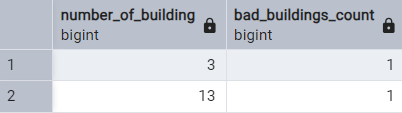 number_of_building bad_buildings_count
bigint bigint
1 3 1
2 13 1